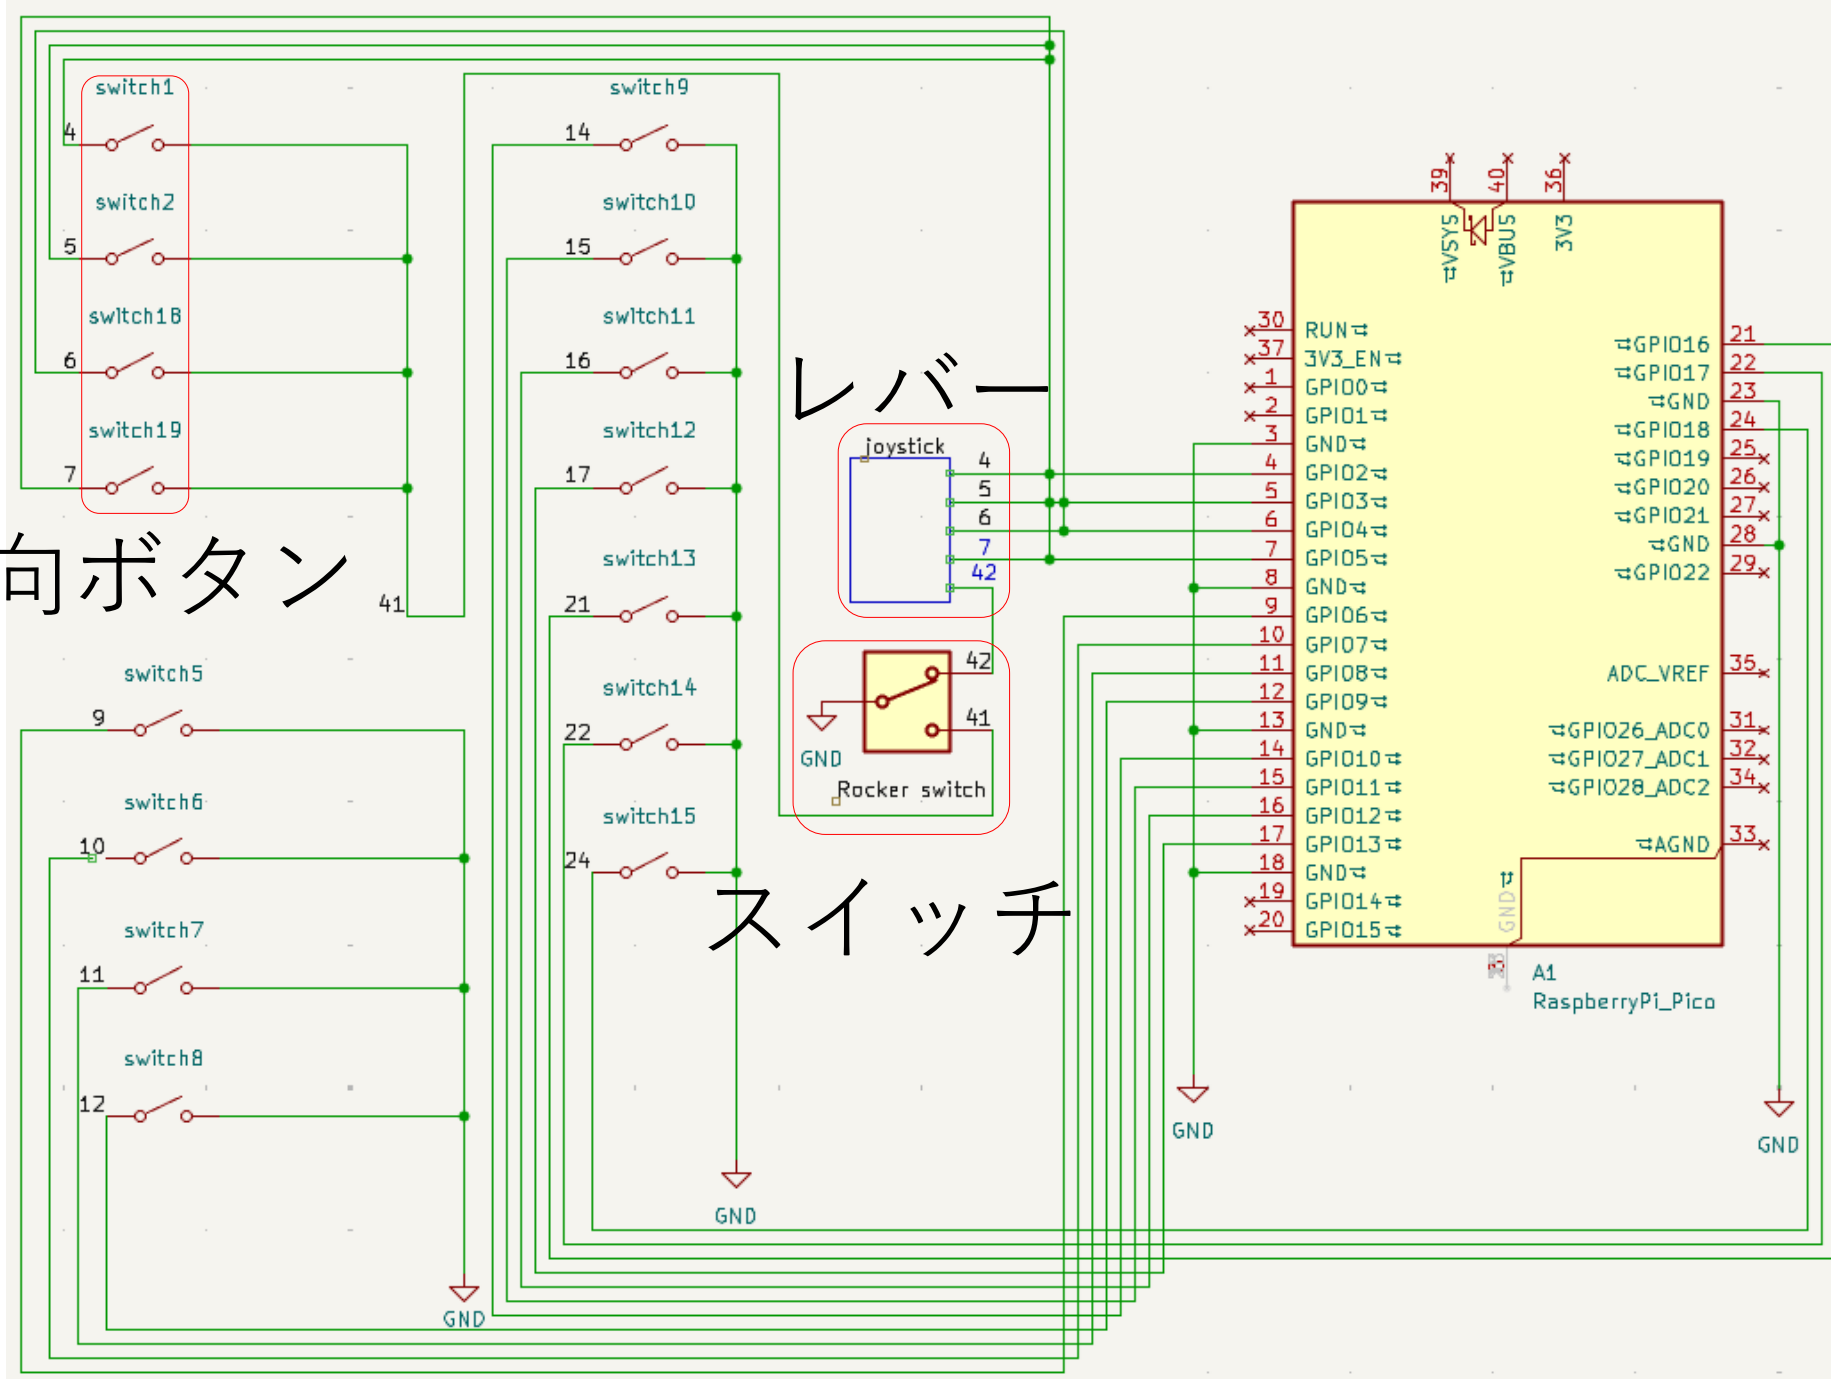 switch1
4
switch2
5
switch18
6
switch19
7
向ボタン
41
switch5
9
switch6
10
switch7
11
switch8
12
GND
switch9
14
switch10
15
switch11
16
switch12
17
switch13
21
switch14
22
switch15
24
GND
レバー
joystick
4
5
6
7
42
42
41
GND
Rocker switch
スイッチ
39 40 36
VSYS VBUS 3V3
30 RUN
37 3V3_EN
1 GPIO0
2 GPIO1
3 GND
4 GPIO2
5 GPIO3
6 GPIO4
7 GPIO5
8 GND
9 GPIO6
10 GPIO7
11 GPIO8
12 GPIO9
13 GND
14 GPIO10
15 GPIO11
16 GPIO12
17 GPIO13
18 GND
19 GPIO14
20 GPIO15
GPIO16 21
GPIO17 22
GND 23
GPIO18 24
GPIO19 25
GPIO20 26
GPIO21 27
GND 28
GPIO22 29
ADC_VREF 35
GPIO26_ADC0 31
GPIO27_ADC1 32
GPIO28_ADC2 34
AGND 33
GND
A1
RaspberryPi_Pico
GND
GND